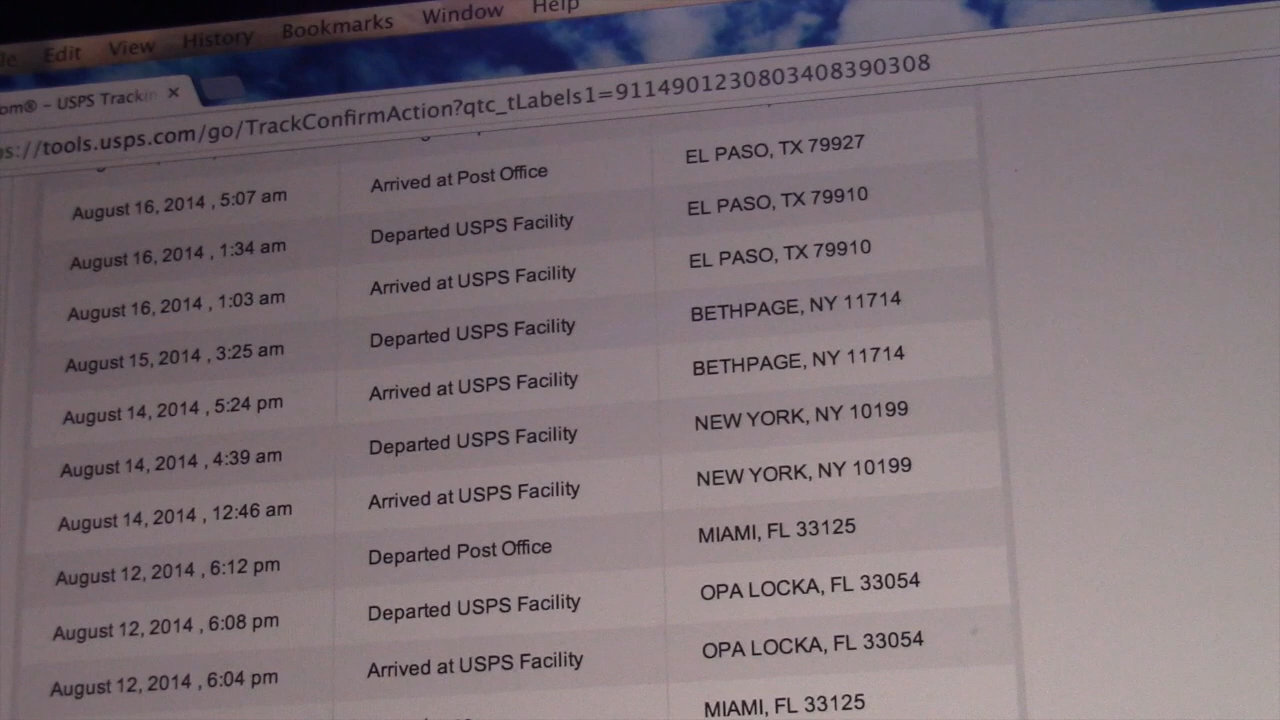 Edit View History Bookmarks Window Help
om® – USPS Trackin ×
s://tools.usps.com/go/TrackConfirmAction?qtc_tLabels1=9114901230803408390308
August 16, 2014 , 5:07 am Arrived at Post Office EL PASO, TX 79927
August 16, 2014 , 1:34 am Departed USPS Facility EL PASO, TX 79910
August 16, 2014 , 1:03 am Arrived at USPS Facility EL PASO, TX 79910
August 15, 2014 , 3:25 am Departed USPS Facility BETHPAGE, NY 11714
August 14, 2014 , 5:24 pm Arrived at USPS Facility BETHPAGE, NY 11714
August 14, 2014 , 4:39 am Departed USPS Facility NEW YORK, NY 10199
August 14, 2014 , 12:46 am Arrived at USPS Facility NEW YORK, NY 10199
August 12, 2014 , 6:12 pm Departed Post Office MIAMI, FL 33125
August 12, 2014 , 6:08 pm Departed USPS Facility OPA LOCKA, FL 33054
August 12, 2014 , 6:04 pm Arrived at USPS Facility OPA LOCKA, FL 33054
MIAMI, FL 33125